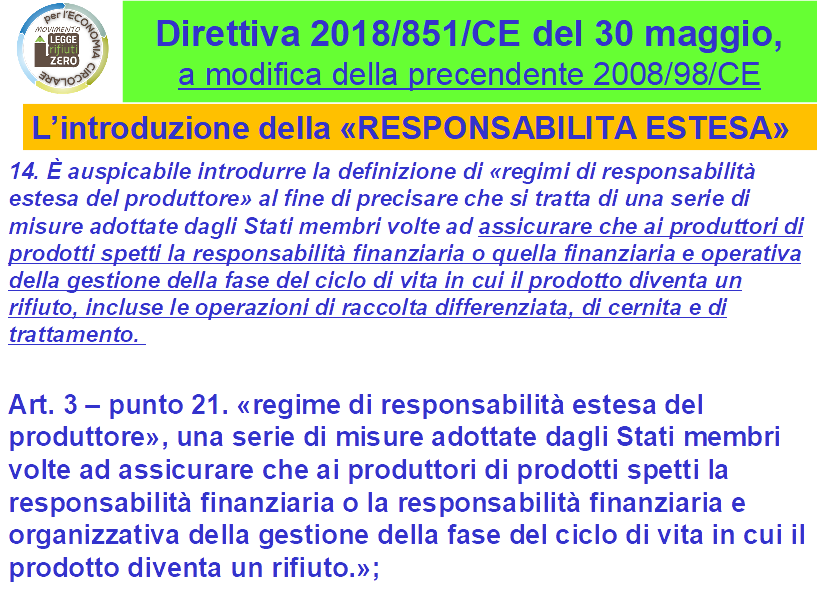 per l'ECONOMIA CIRCOLARE
MOVIMENTO
LEGGE
rifiuti
ZERO
Direttiva 2018/851/CE del 30 maggio,
a modifica della precendente 2008/98/CE
L’introduzione della «RESPONSABILITA ESTESA»
14. È auspicabile introdurre la definizione di «regimi di responsabilità
estesa del produttore» al fine di precisare che si tratta di una serie di
misure adottate dagli Stati membri volte ad assicurare che ai produttori di
prodotti spetti la responsabilità finanziaria o quella finanziaria e operativa
della gestione della fase del ciclo di vita in cui il prodotto diventa un
rifiuto, incluse le operazioni di raccolta differenziata, di cernita e di
trattamento.
Art. 3 – punto 21. «regime di responsabilità estesa del
produttore», una serie di misure adottate dagli Stati membri
volte ad assicurare che ai produttori di prodotti spetti la
responsabilità finanziaria o la responsabilità finanziaria e
organizzativa della gestione della fase del ciclo di vita in cui il
prodotto diventa un rifiuto.»;